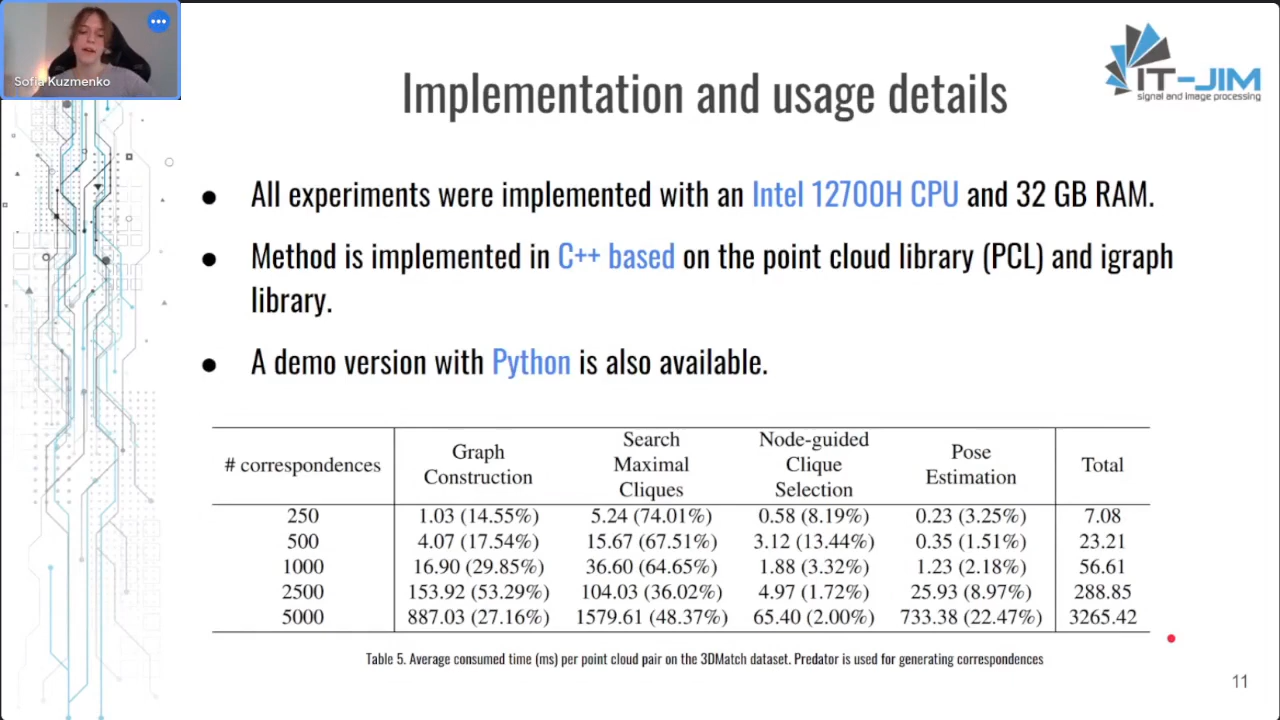 Sofia Kuzmenko
IT-JIM
signal and image processing
Implementation and usage details
● All experiments were implemented with an Intel 12700H CPU and 32 GB RAM.
● Method is implemented in C++ based on the point cloud library (PCL) and igraph
library.
● A demo version with Python is also available.
# correspondences | Graph Construction | Search Maximal Cliques | Node-guided Clique Selection | Pose Estimation | Total
250 | 1.03 (14.55%) | 5.24 (74.01%) | 0.58 (8.19%) | 0.23 (3.25%) | 7.08
500 | 4.07 (17.54%) | 15.67 (67.51%) | 3.12 (13.44%) | 0.35 (1.51%) | 23.21
1000 | 16.90 (29.85%) | 36.60 (64.65%) | 1.88 (3.32%) | 1.23 (2.18%) | 56.61
2500 | 153.92 (53.29%) | 104.03 (36.02%) | 4.97 (1.72%) | 25.93 (8.97%) | 288.85
5000 | 887.03 (27.16%) | 1579.61 (48.37%) | 65.40 (2.00%) | 733.38 (22.47%) | 3265.42
Table 5. Average consumed time (ms) per point cloud pair on the 3DMatch dataset. Predator is used for generating correspondences
11